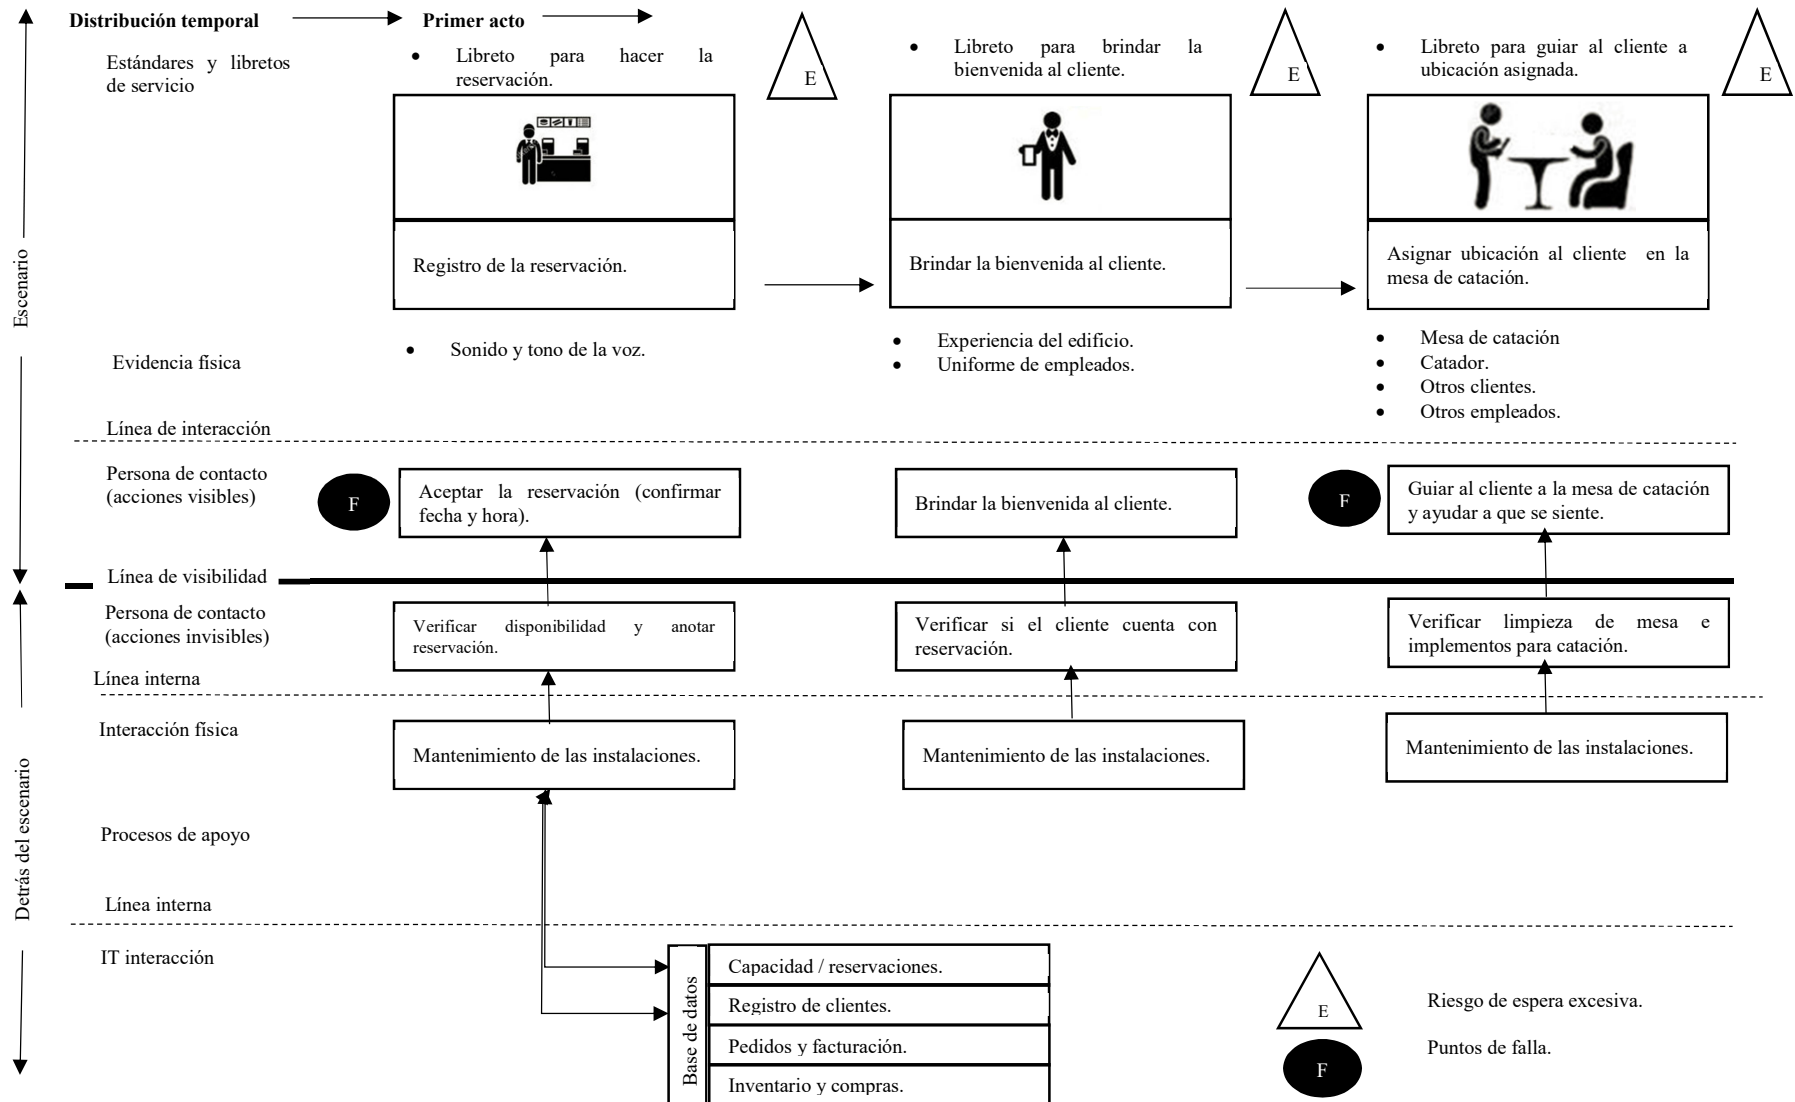 Distribución temporal
Primer acto
Estándares y libretos
de servicio
• Libreto para hacer la
reservación.
E
• Libreto para brindar la
bienvenida al cliente.
E
• Libreto para guiar al cliente a
ubicación asignada.
E
Escenario
Registro de la reservación.
Brindar la bienvenida al cliente.
Asignar ubicación al cliente en la
mesa de catación.
Evidencia física
• Sonido y tono de la voz.
• Experiencia del edificio.
• Uniforme de empleados.
• Mesa de catación
• Catador.
• Otros clientes.
• Otros empleados.
Línea de interacción
Persona de contacto
(acciones visibles)
F
Aceptar la reservación (confirmar
fecha y hora).
Brindar la bienvenida al cliente.
F
Guiar al cliente a la mesa de catación
y ayudar a que se siente.
Línea de visibilidad
Persona de contacto
(acciones invisibles)
Verificar disponibilidad y anotar
reservación.
Verificar si el cliente cuenta con
reservación.
Verificar limpieza de mesa e
implementos para catación.
Línea interna
Interacción física
Mantenimiento de las instalaciones.
Mantenimiento de las instalaciones.
Mantenimiento de las instalaciones.
Detrás del escenario
Procesos de apoyo
Línea interna
IT interacción
Base de datos
Capacidad / reservaciones.
Registro de clientes.
Pedidos y facturación.
Inventario y compras.
E
Riesgo de espera excesiva.
F
Puntos de falla.